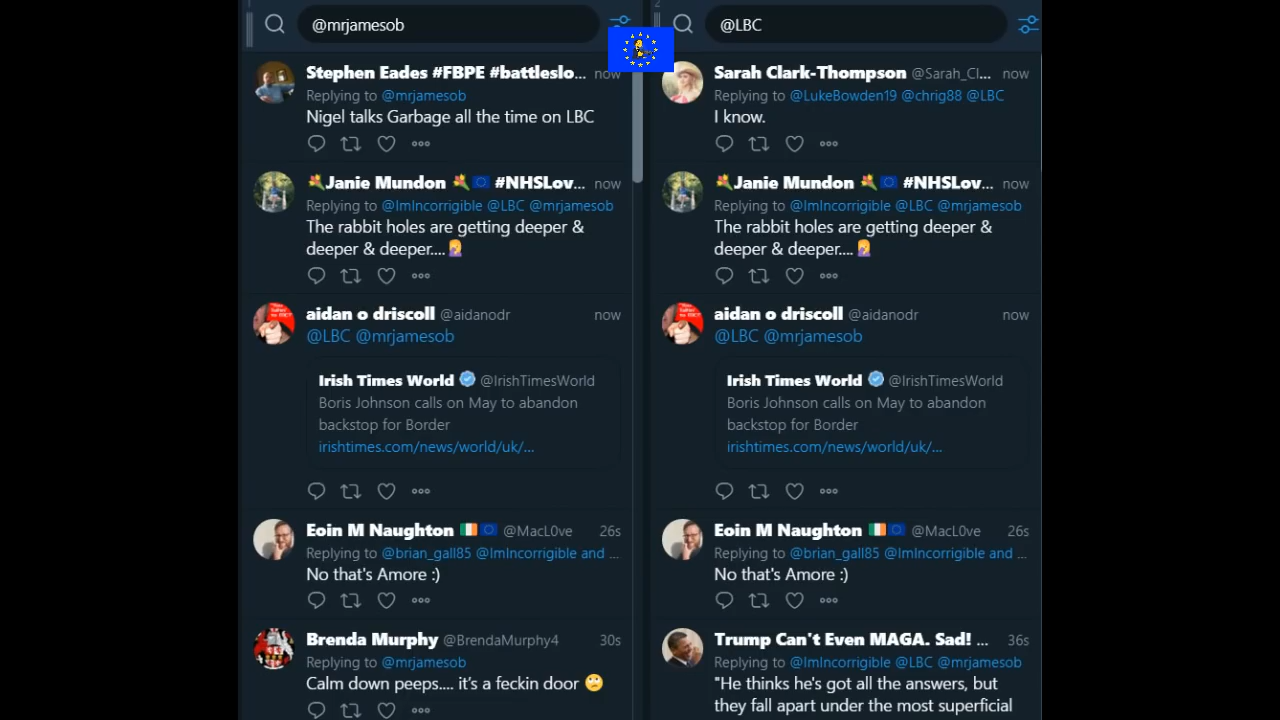 1
@mrjamesob
Stephen Eades #FBPE #battleslo... now
Replying to @mrjamesob
Nigel talks Garbage all the time on LBC
💐Janie Mundon 💐🇪🇺 #NHSLov... now
Replying to @ImIncorrigible @LBC @mrjamesob
The rabbit holes are getting deeper &
deeper & deeper....🤦‍♀️
aidan o driscoll @aidanodr now
@LBC @mrjamesob
Irish Times World @IrishTimesWorld
Boris Johnson calls on May to abandon
backstop for Border
irishtimes.com/news/world/uk/...
Eoin M Naughton 🇮🇪🇪🇺 @MacL0ve 26s
Replying to @brian_gall85 @ImIncorrigible and ...
No that's Amore :)
Brenda Murphy @BrendaMurphy4 30s
Replying to @mrjamesob
Calm down peeps.... it's a feckin door 🙄
2
@LBC
Sarah Clark-Thompson @Sarah_Cl... now
Replying to @LukeBowden19 @chrig88 @LBC
I know.
💐Janie Mundon 💐🇪🇺 #NHSLov... now
Replying to @ImIncorrigible @LBC @mrjamesob
The rabbit holes are getting deeper &
deeper & deeper....🤦‍♀️
aidan o driscoll @aidanodr now
@LBC @mrjamesob
Irish Times World @IrishTimesWorld
Boris Johnson calls on May to abandon
backstop for Border
irishtimes.com/news/world/uk/...
Eoin M Naughton 🇮🇪🇪🇺 @MacL0ve 26s
Replying to @brian_gall85 @ImIncorrigible and ...
No that's Amore :)
Trump Can't Even MAGA. Sad! ... 36s
Replying to @ImIncorrigible @LBC @mrjamesob
"He thinks he's got all the answers, but
they fall apart under the most superficial